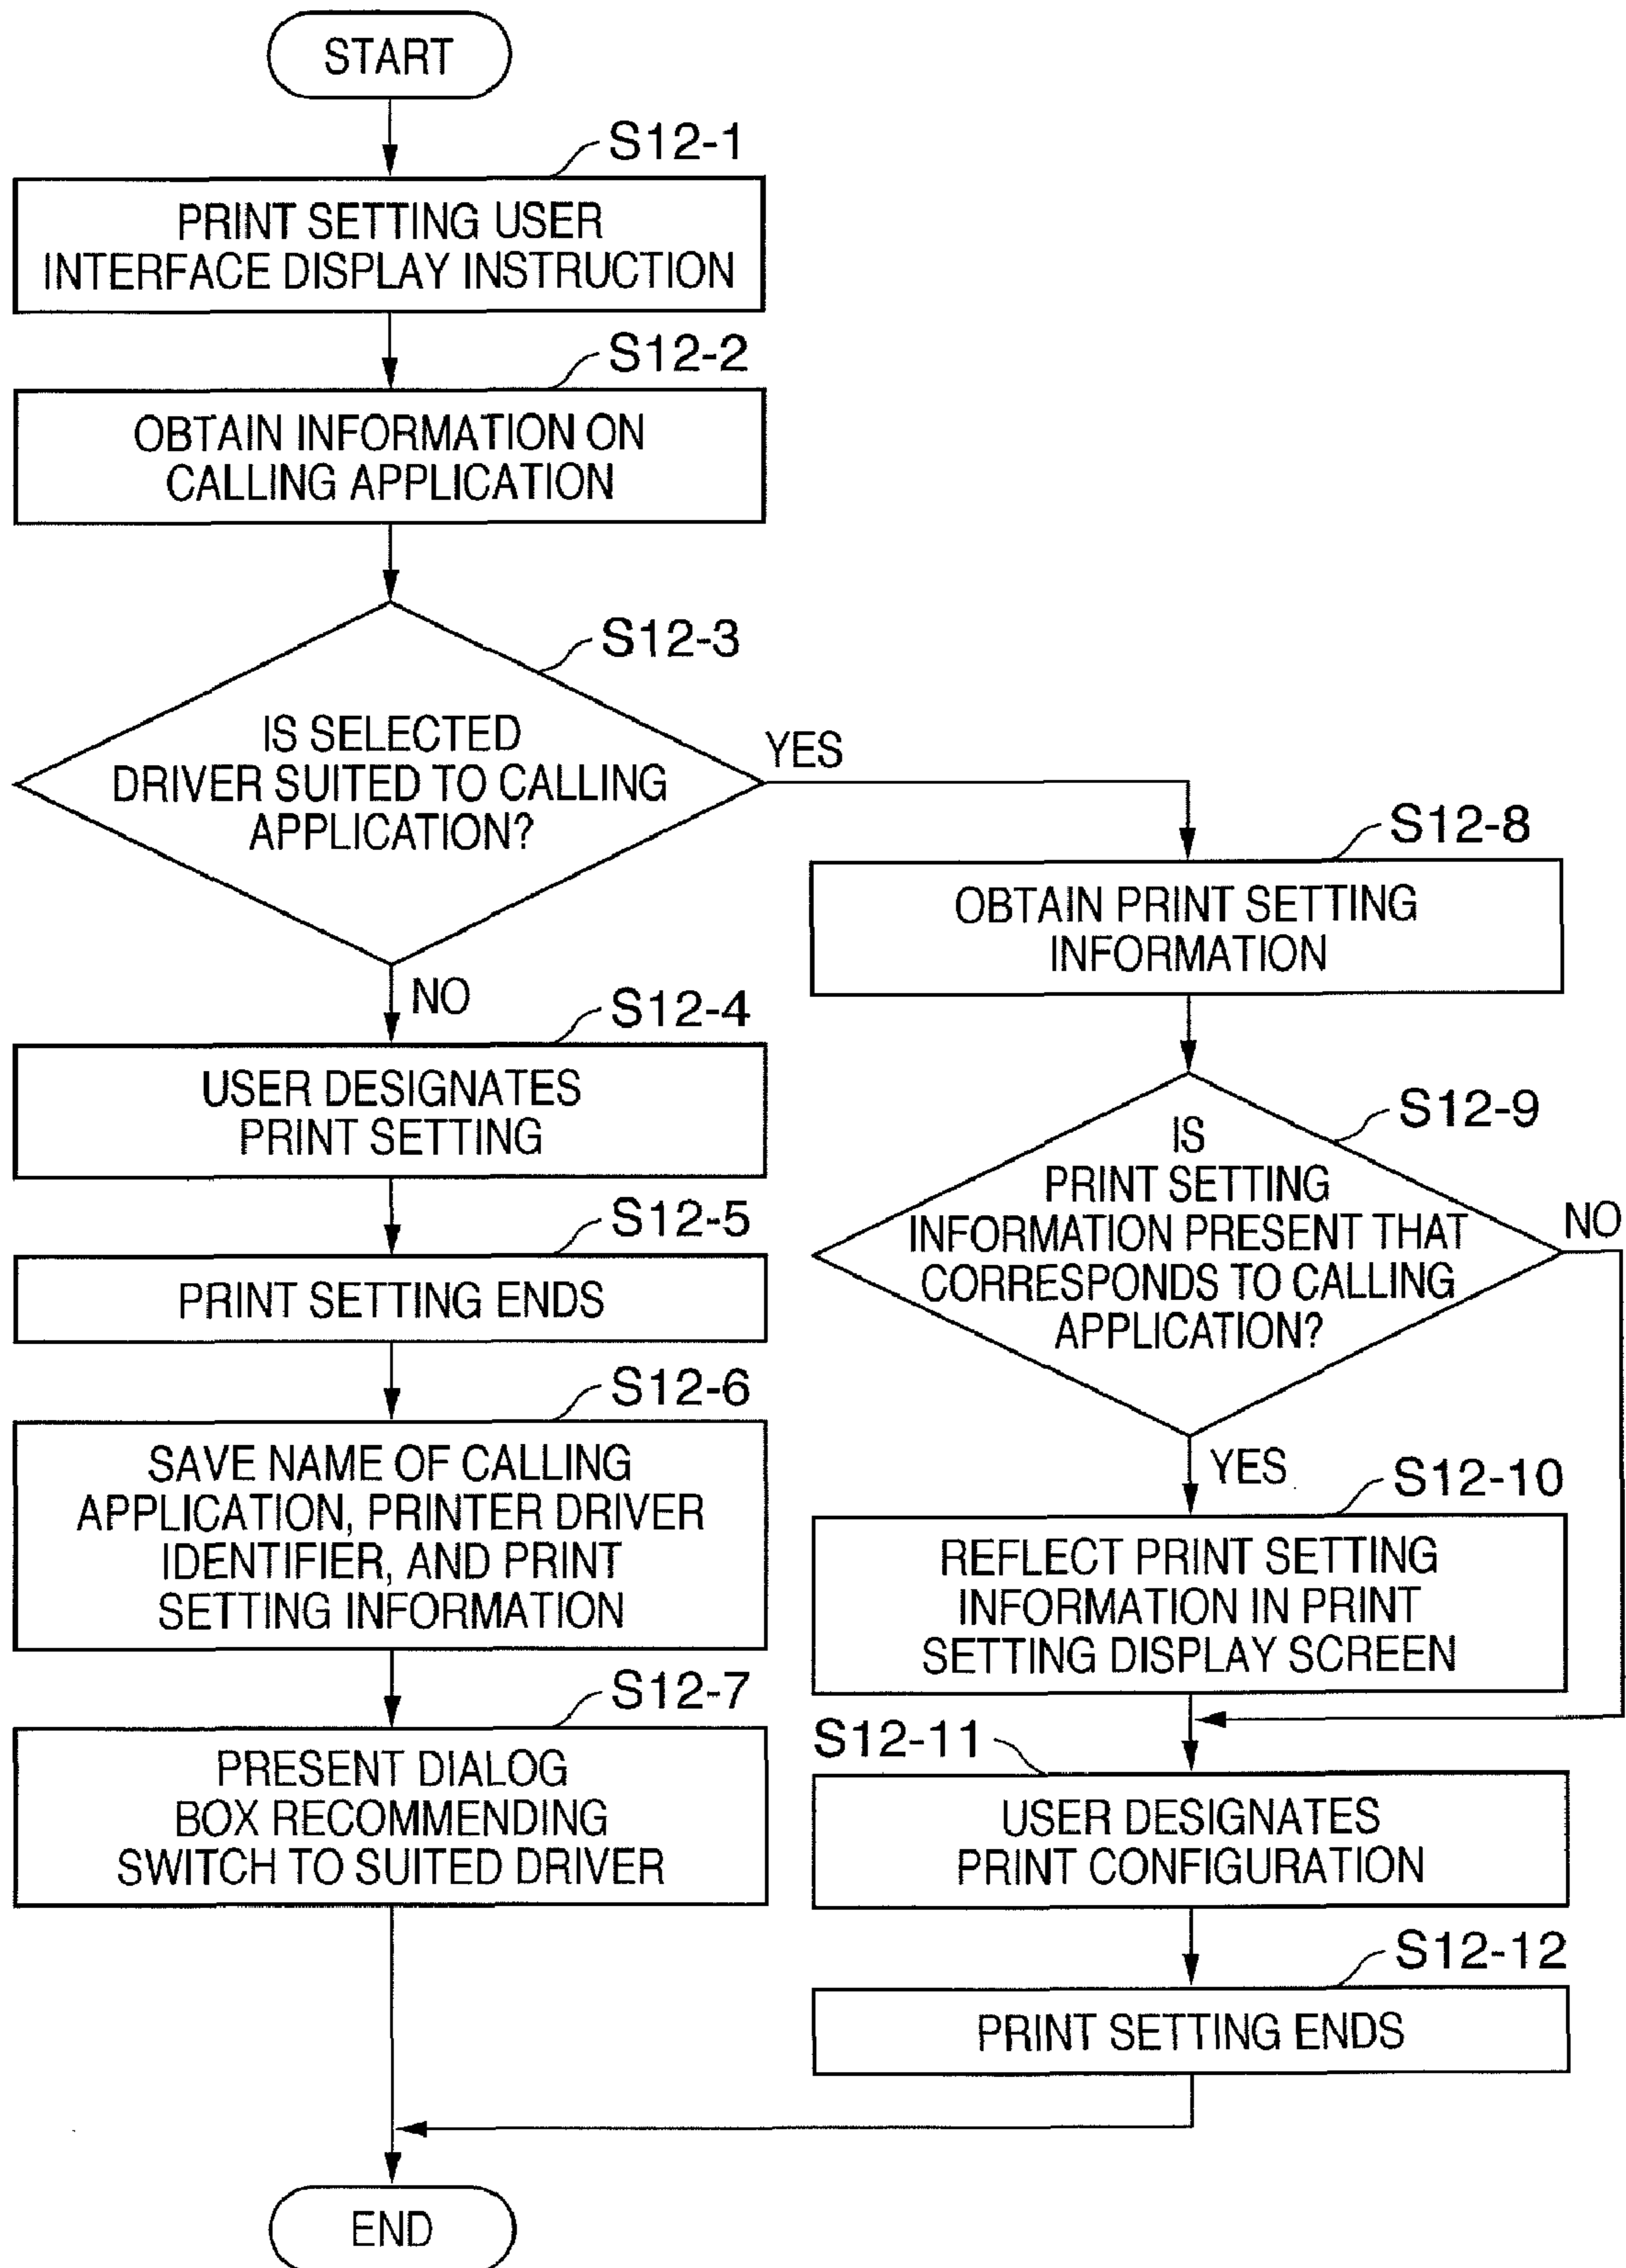 START
S12-1
PRINT SETTING USER
INTERFACE DISPLAY INSTRUCTION
S12-2
OBTAIN INFORMATION ON
CALLING APPLICATION
S12-3
IS SELECTED
DRIVER SUITED TO CALLING
APPLICATION?
YES
NO
S12-4
USER DESIGNATES
PRINT SETTING
S12-5
PRINT SETTING ENDS
S12-6
SAVE NAME OF CALLING
APPLICATION, PRINTER DRIVER
IDENTIFIER, AND PRINT
SETTING INFORMATION
S12-7
PRESENT DIALOG
BOX RECOMMENDING
SWITCH TO SUITED DRIVER
S12-8
OBTAIN PRINT SETTING
INFORMATION
S12-9
IS
PRINT SETTING
INFORMATION PRESENT THAT
CORRESPONDS TO CALLING
APPLICATION?
NO
YES
S12-10
REFLECT PRINT SETTING
INFORMATION IN PRINT
SETTING DISPLAY SCREEN
S12-11
USER DESIGNATES
PRINT CONFIGURATION
S12-12
PRINT SETTING ENDS
END